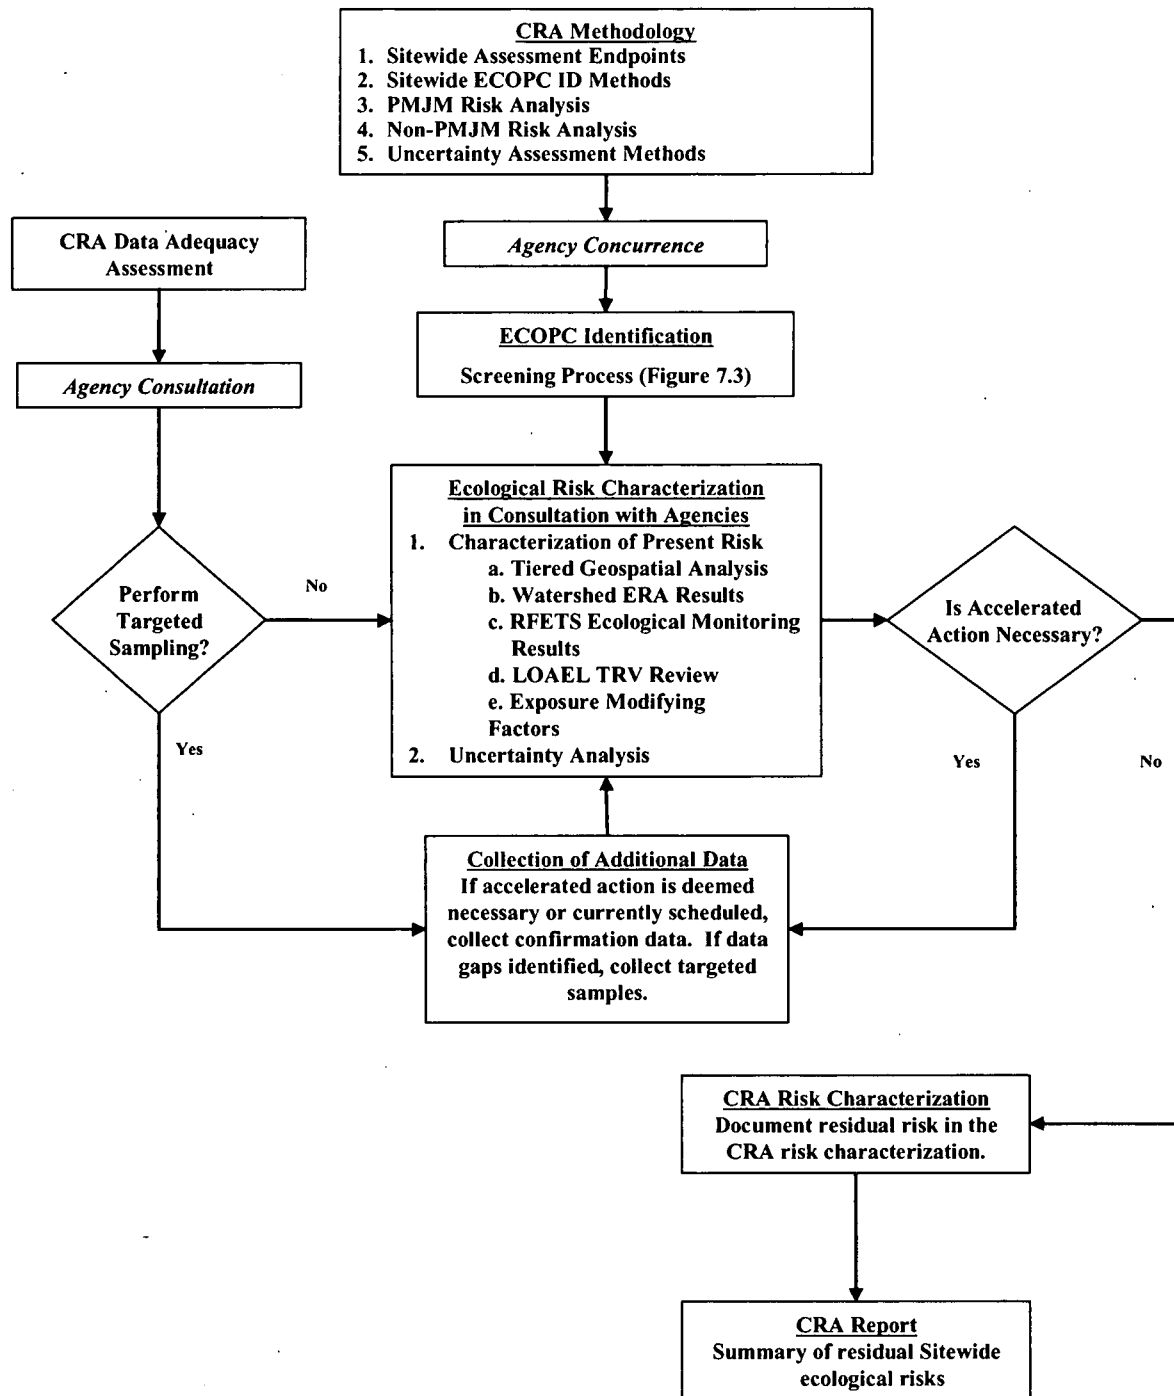 CRA Methodology
1. Sitewide Assessment Endpoints
2. Sitewide ECOPC ID Methods
3. PMJM Risk Analysis
4. Non-PMJM Risk Analysis
5. Uncertainty Assessment Methods
Agency Concurrence
CRA Data Adequacy
Assessment
Agency Consultation
ECOPC Identification
Screening Process (Figure 7.3)
Perform
Targeted
Sampling?
No
Yes
Ecological Risk Characterization
in Consultation with Agencies
1. Characterization of Present Risk
a. Tiered Geospatial Analysis
b. Watershed ERA Results
c. RFETS Ecological Monitoring
Results
d. LOAEL TRV Review
e. Exposure Modifying
Factors
2. Uncertainty Analysis
Is Accelerated
Action Necessary?
Yes
No
Collection of Additional Data
If accelerated action is deemed
necessary or currently scheduled,
collect confirmation data. If data
gaps identified, collect targeted
samples.
CRA Risk Characterization
Document residual risk in the
CRA risk characterization.
CRA Report
Summary of residual Sitewide
ecological risks